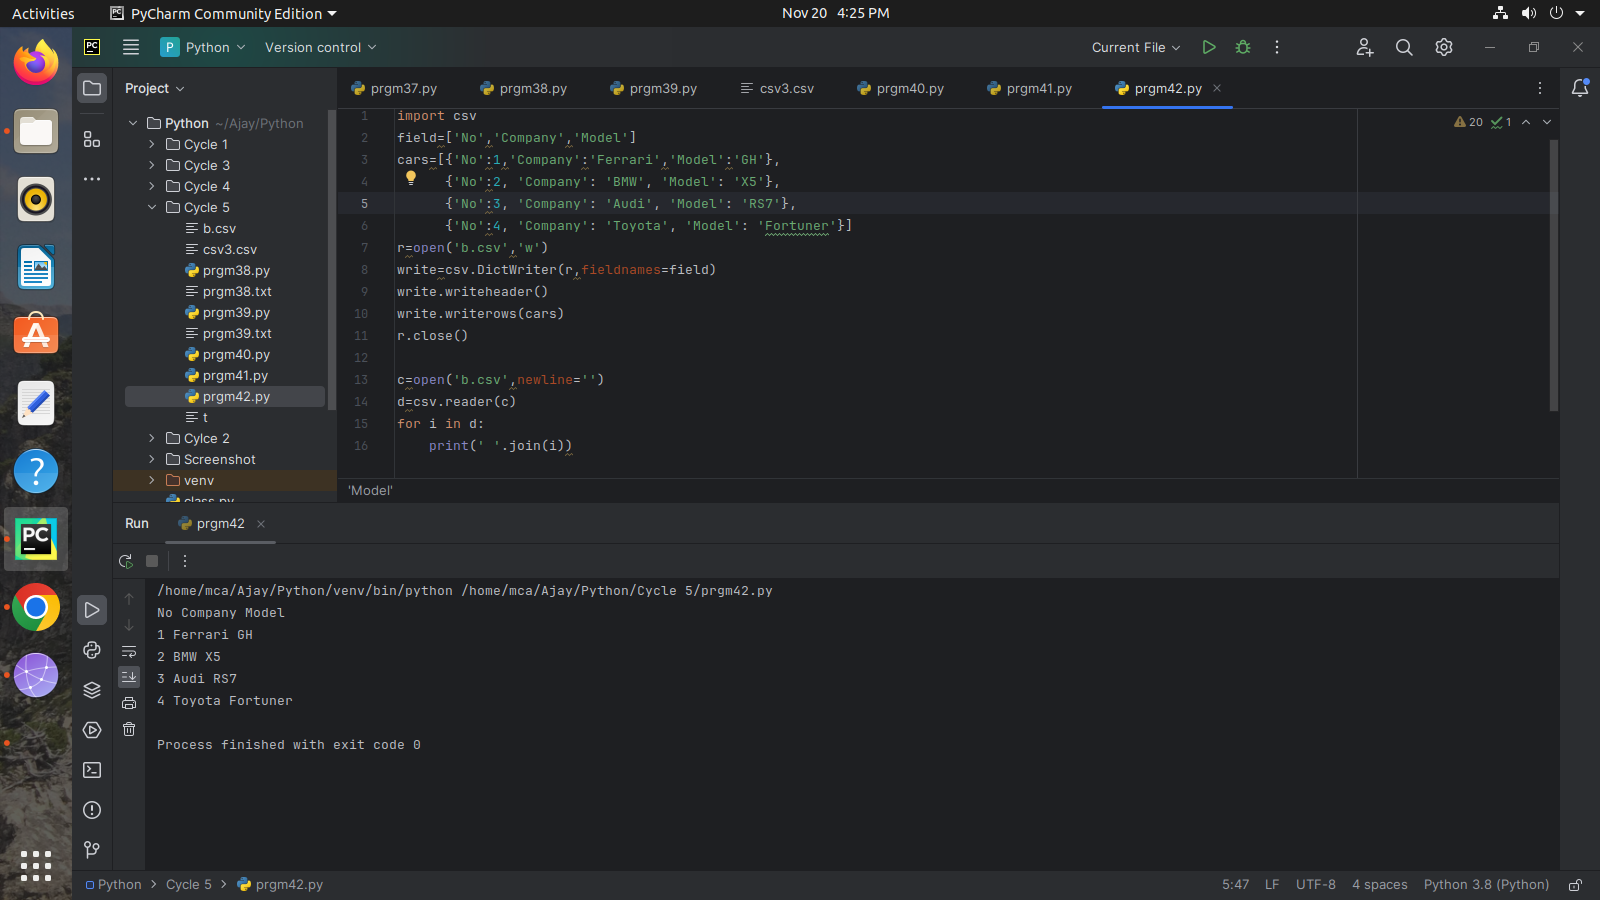 Activities PyCharm Community Edition Nov 20 4:25 PM
PC P Python Version control Current File
Project
prgm37.py prgm38.py prgm39.py csv3.csv prgm40.py prgm41.py prgm42.py
Python ~/Ajay/Python
Cycle 1
Cycle 3
Cycle 4
Cycle 5
b.csv
csv3.csv
prgm38.py
prgm38.txt
prgm39.py
prgm39.txt
prgm40.py
prgm41.py
prgm42.py
t
Cylce 2
Screenshot
venv
class.py
20 1
1 import csv
2 field=['No','Company','Model']
3 cars=[{'No':1,'Company':'Ferrari','Model':'GH'},
4 {'No':2, 'Company': 'BMW', 'Model': 'X5'},
5 {'No':3, 'Company': 'Audi', 'Model': 'RS7'},
6 {'No':4, 'Company': 'Toyota', 'Model': 'Fortuner'}]
7 r=open('b.csv','w')
8 write=csv.DictWriter(r,fieldnames=field)
9 write.writeheader()
10 write.writerows(cars)
11 r.close()
12
13 c=open('b.csv',newline='')
14 d=csv.reader(c)
15 for i in d:
16 print(' '.join(i))
'Model'
Run prgm42
/home/mca/Ajay/Python/venv/bin/python /home/mca/Ajay/Python/Cycle 5/prgm42.py
No Company Model
1 Ferrari GH
2 BMW X5
3 Audi RS7
4 Toyota Fortuner
Process finished with exit code 0
PC
Python Cycle 5 prgm42.py 5:47 LF UTF-8 4 spaces Python 3.8 (Python)